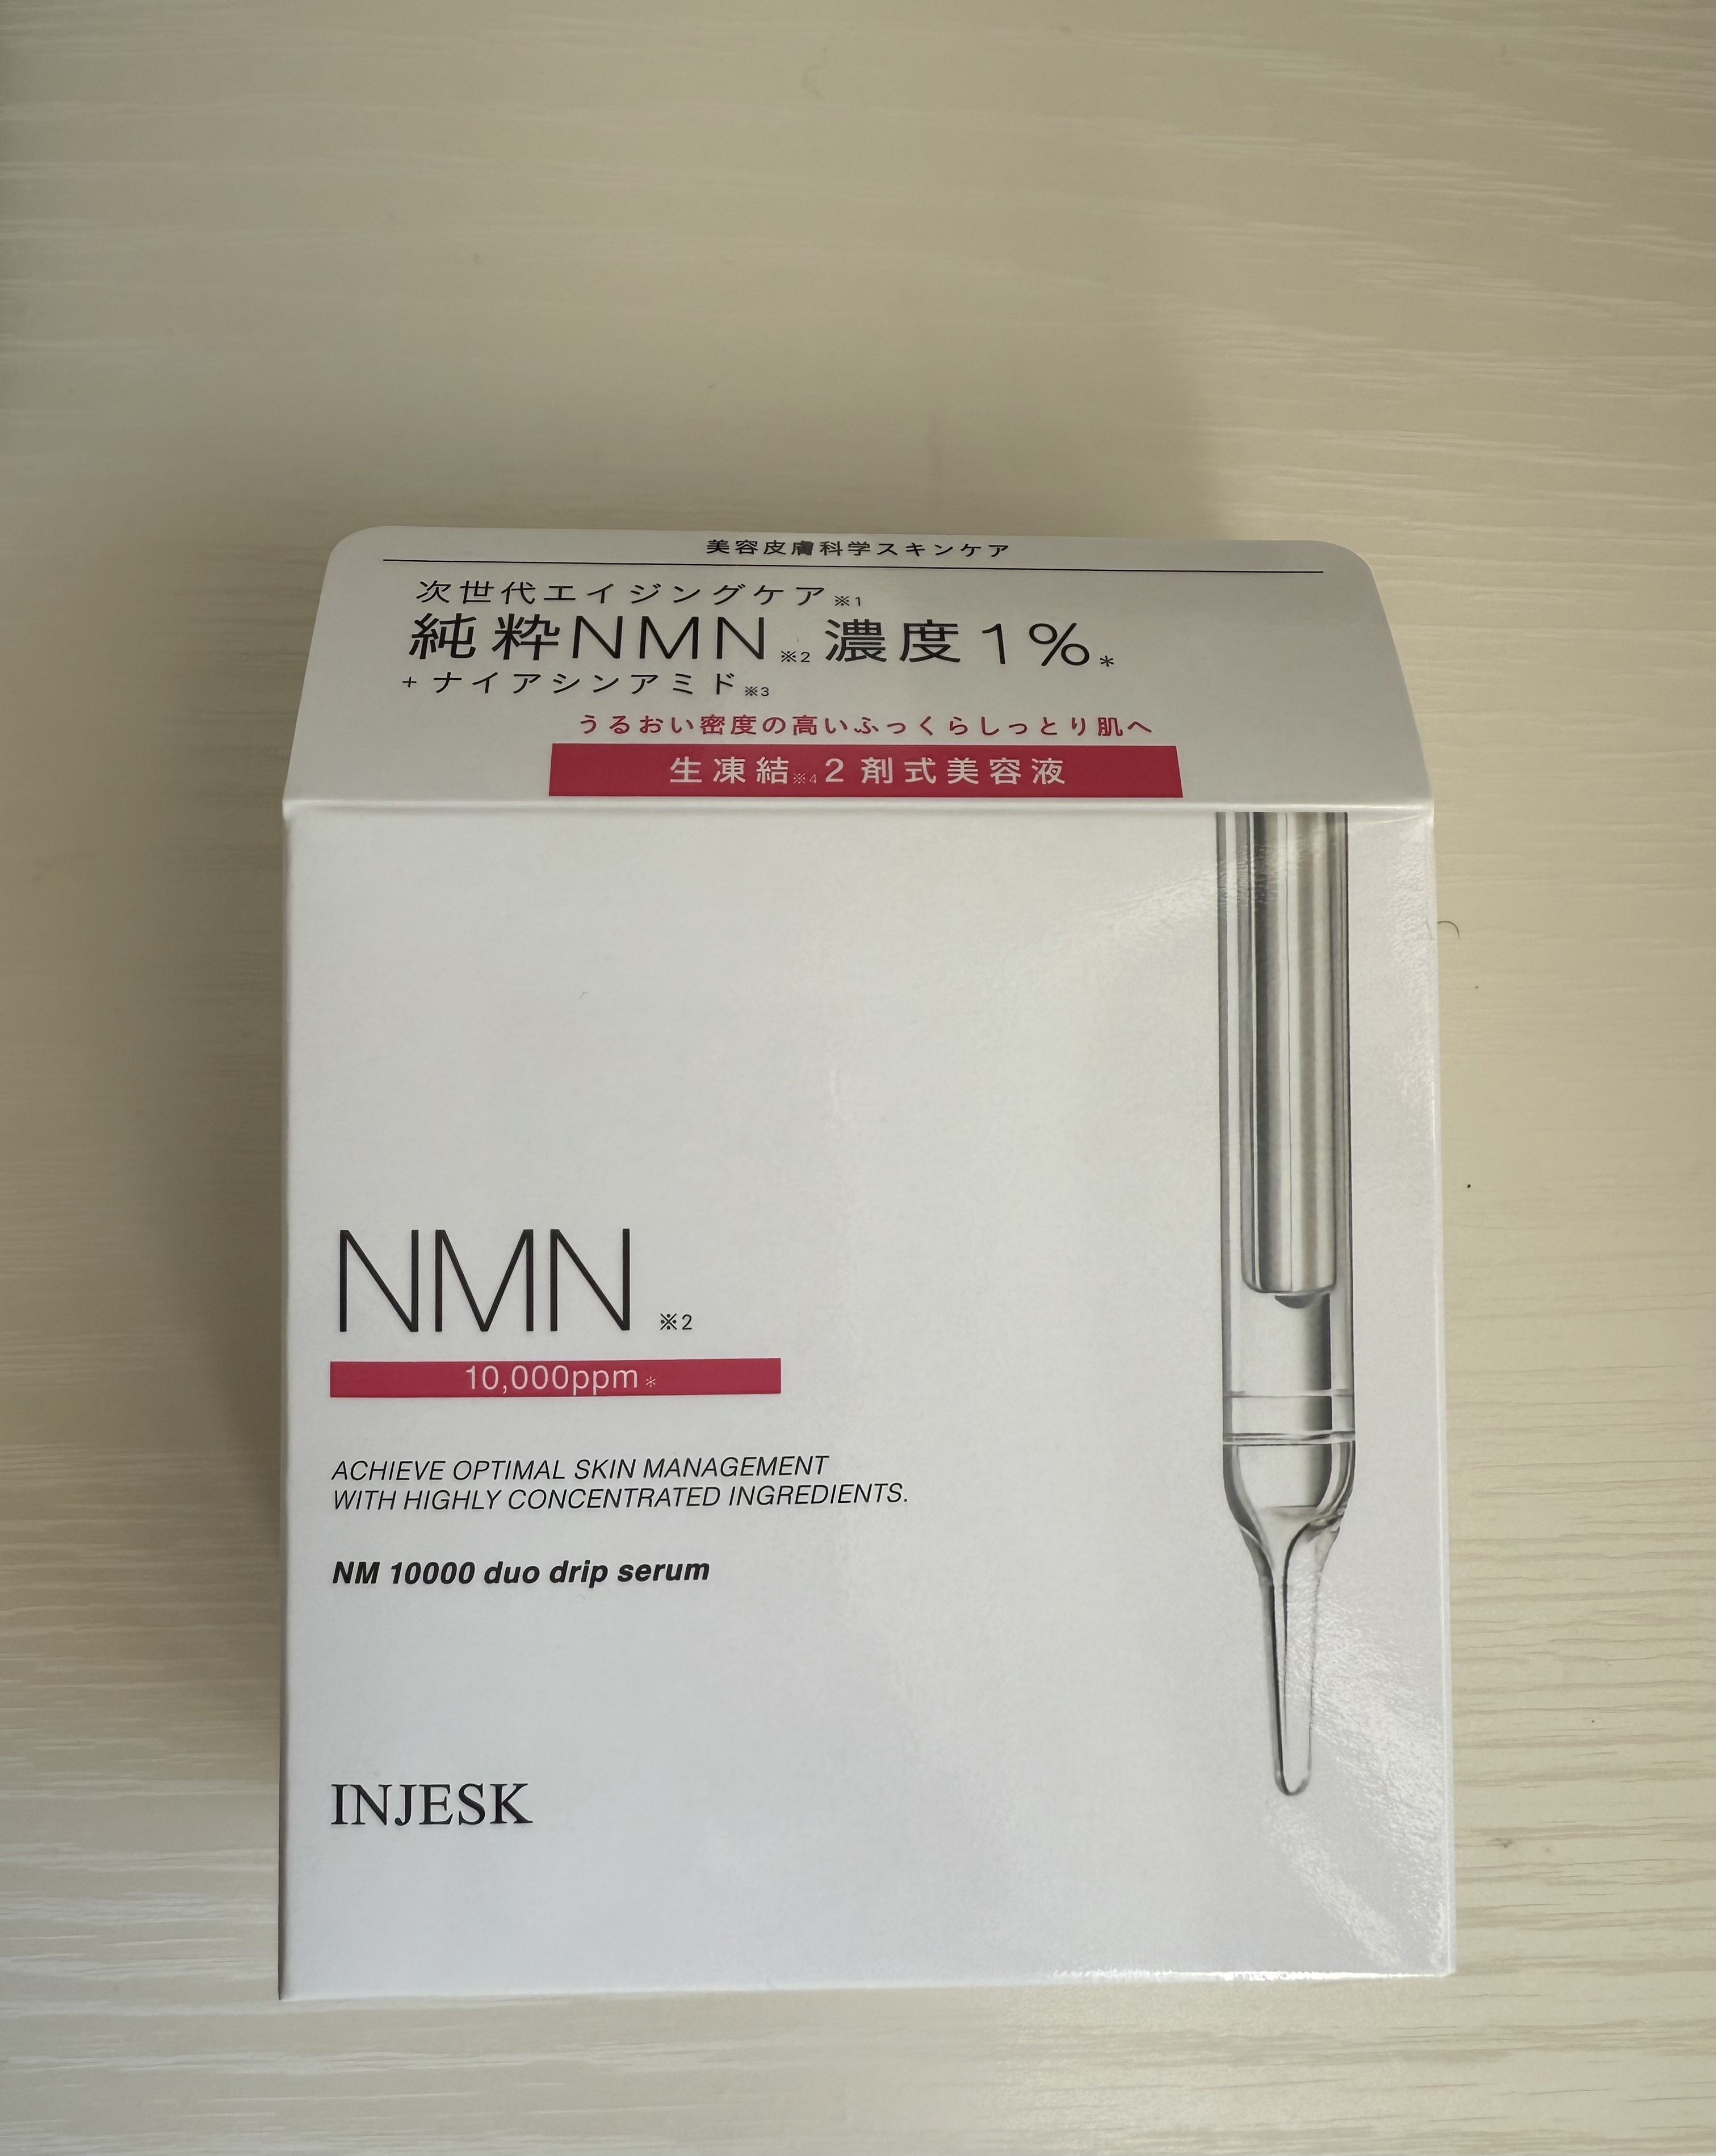 美容皮膚科学スキンケア
次世代エイジングケア※1
純粋NMN※2濃度1%*
+ナイアシンアミド※3
うるおい密度の高いふっくらしっとり肌へ
生凍結※4 2剤式美容液
NMN ※2
10,000ppm*
ACHIEVE OPTIMAL SKIN MANAGEMENT
WITH HIGHLY CONCENTRATED INGREDIENTS.
NM 10000 duo drip serum
INJESK